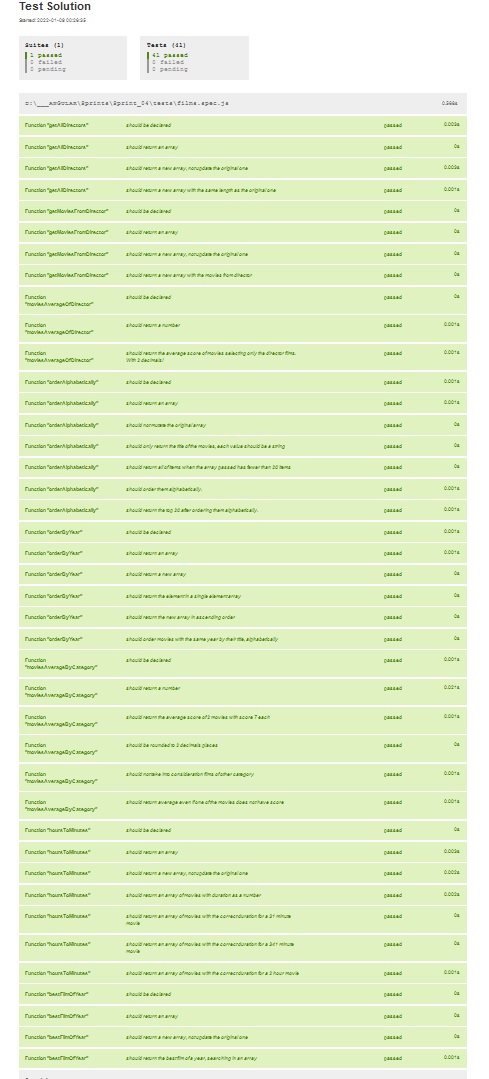 Test Solution
Started: 2022-01-08 00:26:35
Suites (1)
1 passed
0 failed
0 pending
Tests (41)
41 passed
0 failed
0 pending
\Sprints\Sprint_04\tests\films.spec.js
Function "getAllDirectors" should be declared passed 0.003s
Function "getAllDirectors" should return an array passed 0s
Function "getAllDirectors" should return a new array, not update the original one passed 0.003s
Function "getAllDirectors" should return a new array with the same length as the original one passed 0.001s
Function "getMoviesFromDirector" should be declared passed 0s
Function "getMoviesFromDirector" should return an array passed 0s
Function "getMoviesFromDirector" should return a new array, not update the original one passed 0s
Function "getMoviesFromDirector" should return a new array with the movies from director passed 0s
Function should be declared passed 0s
"moviesAverageOfDirector"
Function should return a number passed 0.001s
"moviesAverageOfDirector"
Function should return the average score of movies selecting only the director films. passed 0.001s
"moviesAverageOfDirector" With 2 decimals!
Function "orderAlphabetically" should be declared passed 0.001s
Function "orderAlphabetically" should return an array passed 0.001s
Function "orderAlphabetically" should not mutate the original array passed 0s
Function "orderAlphabetically" should only return the title of the movies, each value should be a string passed 0s
Function "orderAlphabetically" should return all of items when the array passed has fewer than 20 items passed 0s
Function "orderAlphabetically" should order them alphabetically. passed 0.001s
Function "orderAlphabetically" should return the top 20 after ordering them alphabetically. passed 0.001s
Function "orderByYear" should be declared passed 0.001s
Function "orderByYear" should return an array passed 0.001s
Function "orderByYear" should return a new array passed 0s
Function "orderByYear" should return the element in a single element array passed 0s
Function "orderByYear" should return the new array in ascending order passed 0s
Function "orderByYear" should order movies with the same year by their title, alphabetically passed 0s
Function should be declared passed 0.001s
"moviesAverageByCategory"
Function should return a number passed 0.001s
"moviesAverageByCategory"
Function should return the average score of 2 movies with score 7 each passed 0.001s
"moviesAverageByCategory"
Function should be rounded to 2 decimals places passed 0s
"moviesAverageByCategory"
Function should not take into consideration films of other category passed 0.001s
"moviesAverageByCategory"
Function should return average even if one of the movies does not have score passed 0.001s
"moviesAverageByCategory"
Function "hoursToMinutes" should be declared passed 0s
Function "hoursToMinutes" should return an array passed 0.002s
Function "hoursToMinutes" should return a new array, not update the original one passed 0.002s
Function "hoursToMinutes" should return an array of movies with duration as a number passed 0.002s
Function "hoursToMinutes" should return an array of movies with the correct duration for a 31 minute passed 0s
movie
Function "hoursToMinutes" should return an array of movies with the correct duration for a 341 minute passed 0s
movie
Function "hoursToMinutes" should return an array of movies with the correct duration for a 2 hour movie passed 0.001s
Function "bestFilmOfYear" should be declared passed 0s
Function "bestFilmOfYear" should return an array passed 0s
Function "bestFilmOfYear" should return a new array, not update the original one passed 0s
Function "bestFilmOfYear" should return the best film of a year, searching in an array passed 0.001s